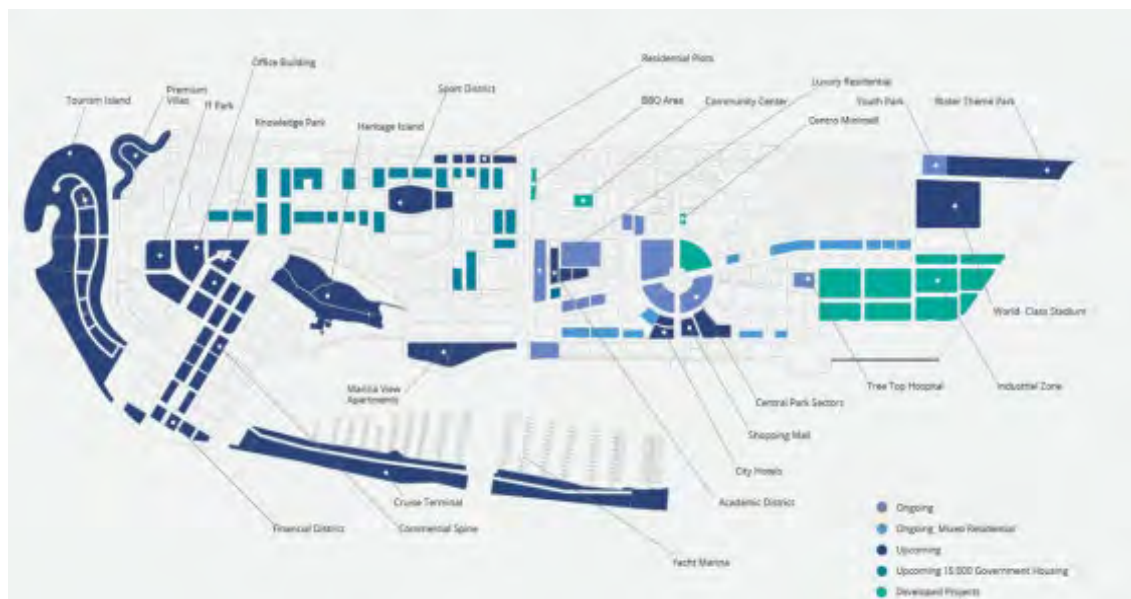 Office Building
Residential Plots
Luxury Residential
Premium
Villas
Sport District
BBQ Area
Community Center
Youth Park
Water Theme Park
Tourism Island
IT Park
Knowledge Park
Heritage Island
Centro Mininsell
World- Class Stadium
Marina View
Apartments
Tree Top Hospital
Industrial Zone
Central Park Sectors
Shopping Mall
City Hotels
Cruise Terminal
Academic District
Financial District
Commercial Spine
Yacht Marina
Ongoing
Ongoing Mixed Residential
Upcoming
Upcoming 15 000 Government Housing
Developed Projects